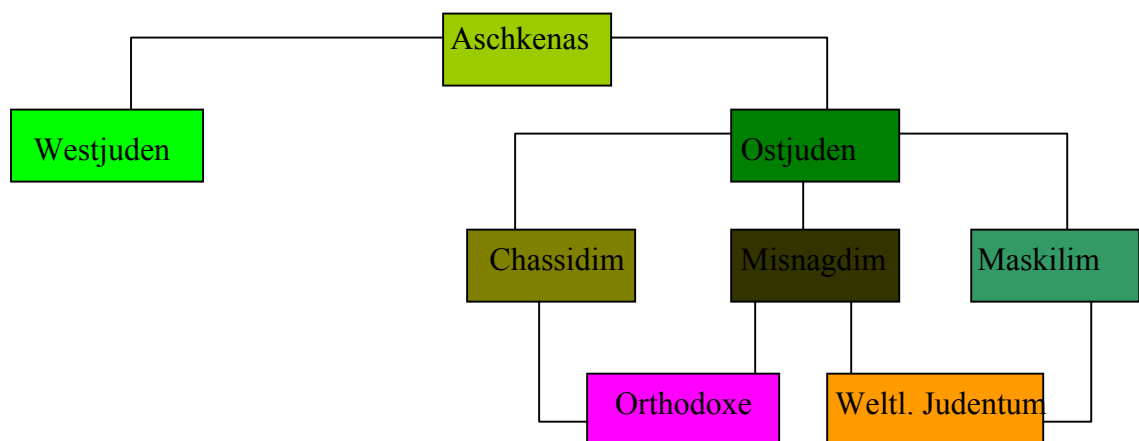 Aschkenas
Westjuden
Ostjuden
Chassidim
Misnagdim
Maskilim
Orthodoxe
Weltl. Judentum